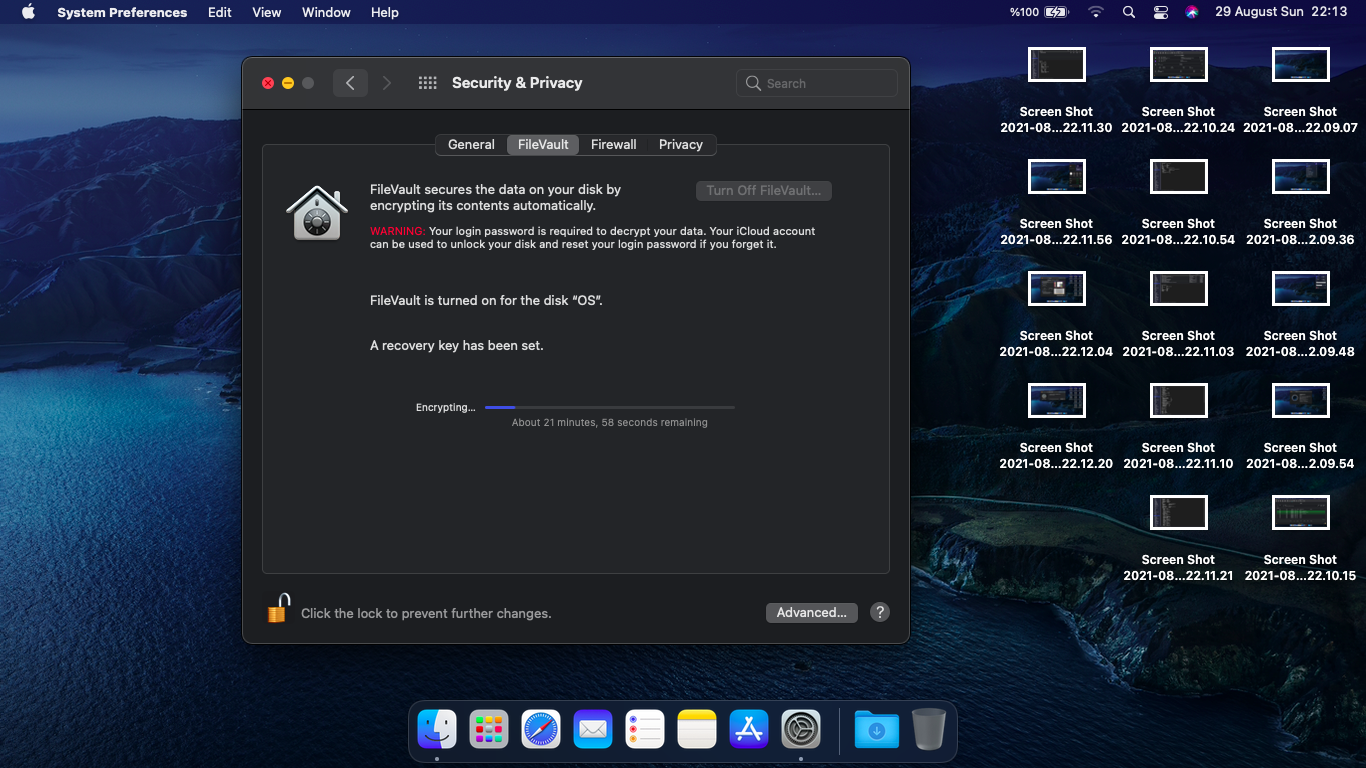 System Preferences Edit View Window Help %100 29 August Sun 22:13
Security & Privacy Search
General FileVault Firewall Privacy
FileVault secures the data on your disk by
encrypting its contents automatically.
Turn Off FileVault...
WARNING: Your login password is required to decrypt your data. Your iCloud account
can be used to unlock your disk and reset your login password if you forget it.
FileVault is turned on for the disk “OS”.
A recovery key has been set.
Encrypting...
About 21 minutes, 58 seconds remaining
Click the lock to prevent further changes.
Advanced... ?
Screen Shot Screen Shot Screen Shot
2021-08...22.11.30 2021-08...22.10.24 2021-08...22.09.07
Screen Shot Screen Shot Screen Shot
2021-08...22.11.56 2021-08...22.10.54 2021-08...2.09.36
Screen Shot Screen Shot Screen Shot
2021-08...22.12.04 2021-08...22.11.03 2021-08...2.09.48
Screen Shot Screen Shot Screen Shot
2021-08...22.12.20 2021-08...22.11.10 2021-08...2.09.54
Screen Shot Screen Shot
2021-08...22.11.21 2021-08...22.10.15